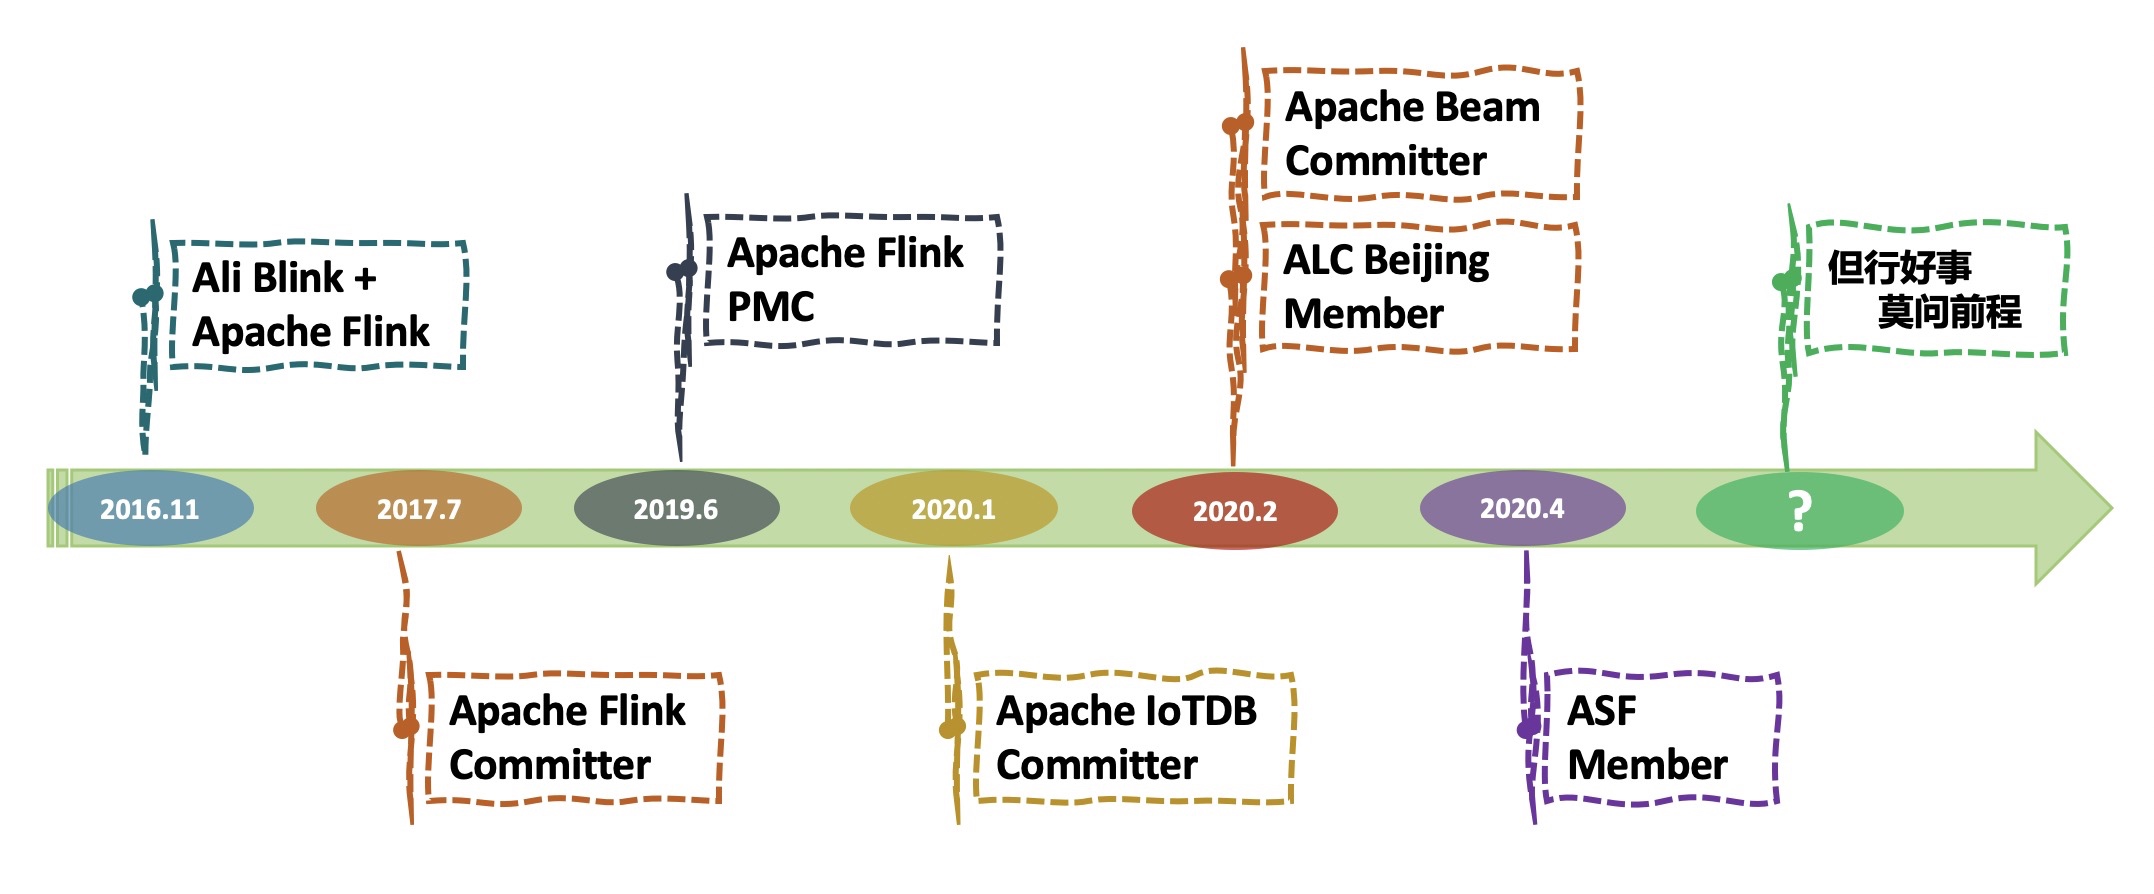 Apache Beam
Committer
Ali Blink +
Apache Flink
Apache Flink
PMC
ALC Beijing
Member
但行好事
莫问前程
2016.11
2017.7
2019.6
2020.1
2020.2
2020.4
?
Apache Flink
Committer
Apache IoTDB
Committer
ASF
Member